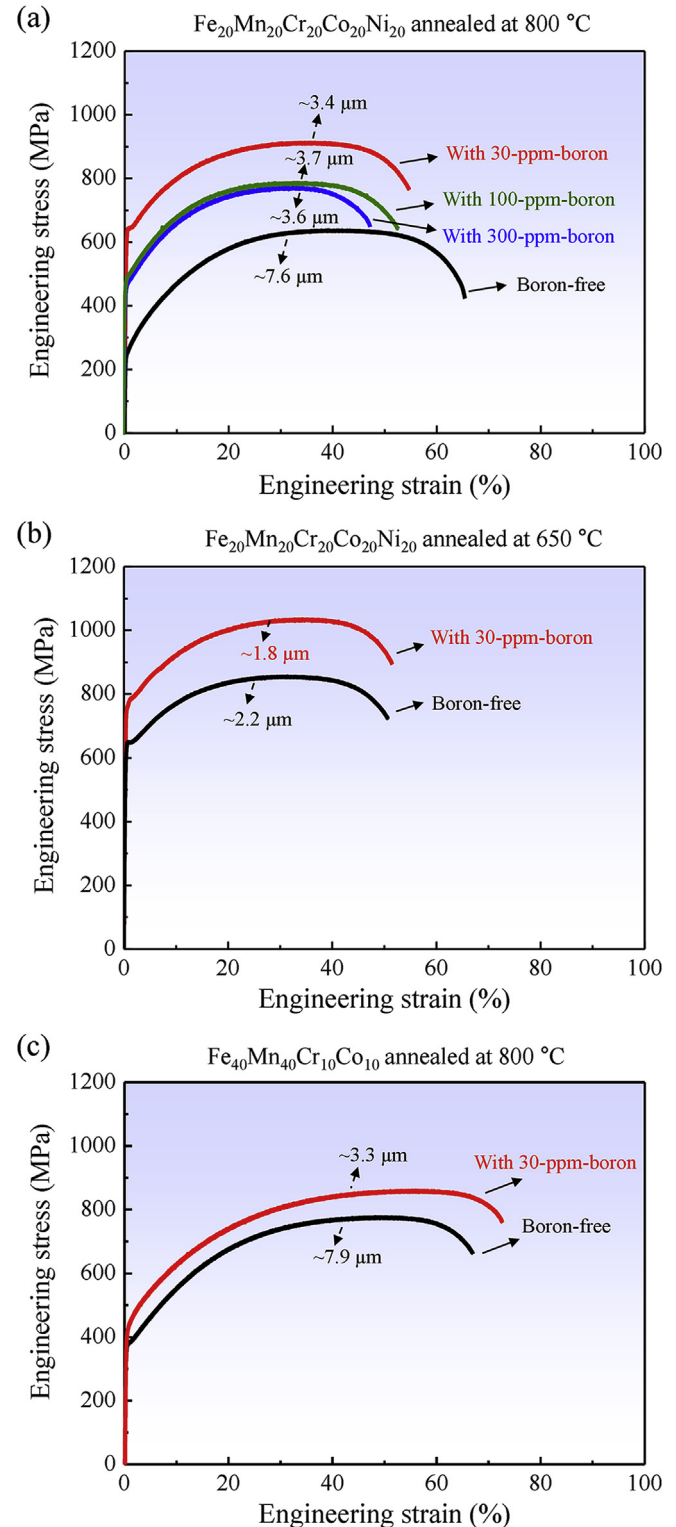 (a)
Fe20Mn20Cr20Co20Ni20 annealed at 800 °C
1200
1000
800
600
400
200
0
Engineering stress (MPa)
~3.4 μm
~3.7 μm
~3.6 μm
~7.6 μm
With 30-ppm-boron
With 100-ppm-boron
With 300-ppm-boron
Boron-free
0 20 40 60 80 100
Engineering strain (%)
(b)
Fe20Mn20Cr20Co20Ni20 annealed at 650 °C
1200
1000
800
600
400
200
0
Engineering stress (MPa)
~1.8 μm
~2.2 μm
With 30-ppm-boron
Boron-free
0 20 40 60 80 100
Engineering strain (%)
(c)
Fe40Mn40Cr10Co10 annealed at 800 °C
1200
1000
800
600
400
200
0
Engineering stress (MPa)
~3.3 μm
~7.9 μm
With 30-ppm-boron
Boron-free
0 20 40 60 80 100
Engineering strain (%)